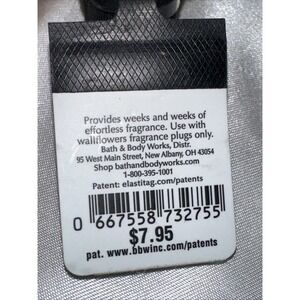 Provides weeks and weeks of
effortless fragrance. Use with
wallflowers fragrance plugs only.
Bath & Body Works, Distr.
95 West Main Street, New Albany, OH 43054
Shop bathandbodyworks.com
1-800-395-1001
Patent: elastitag.com/patents
0 667558 732755
$7.95
pat. www.bbwinc.com/patents